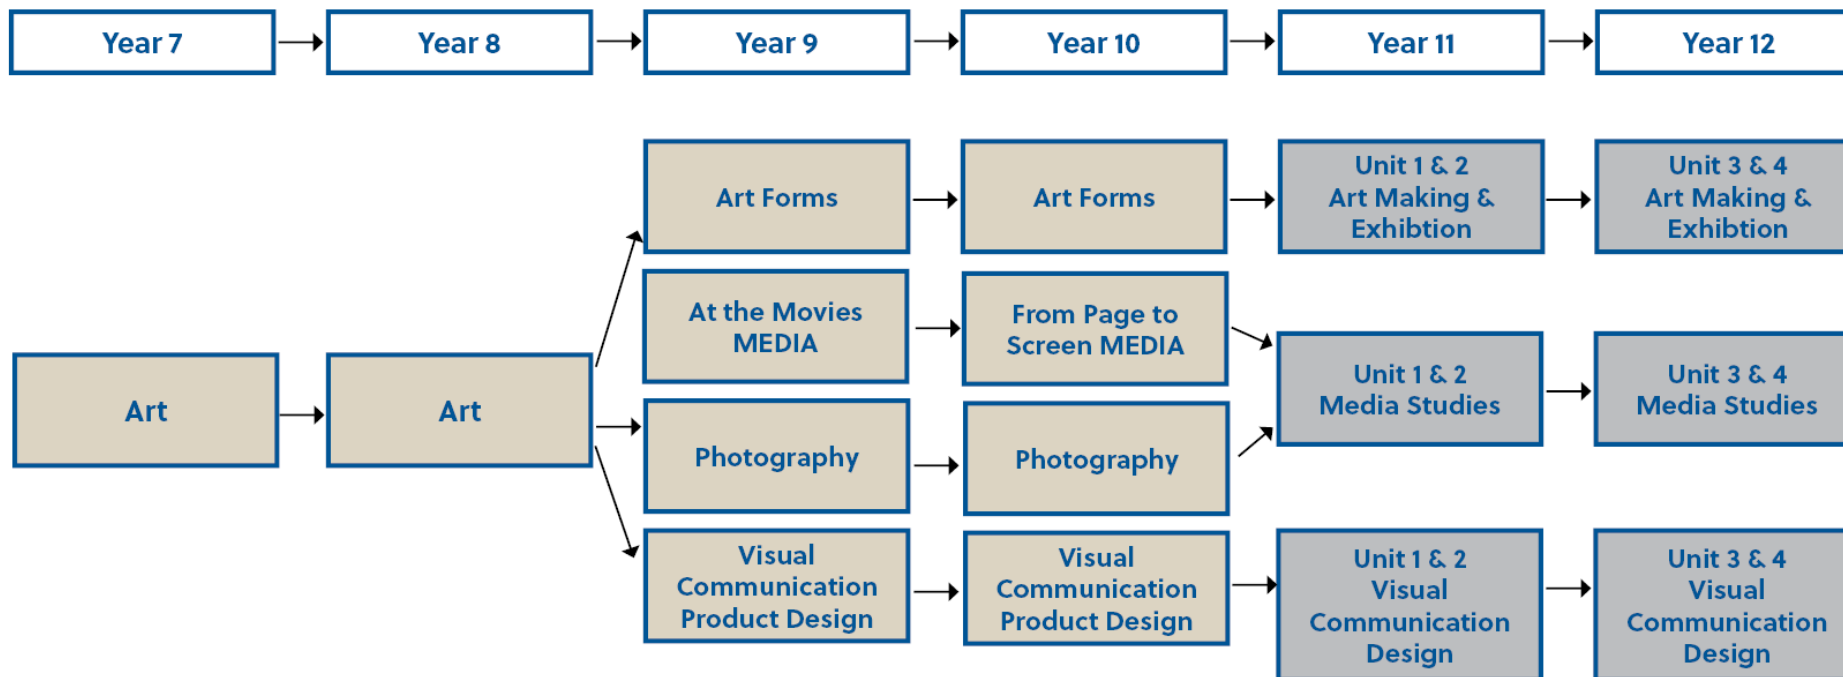 Year 7
Year 8
Year 9
Year 10
Year 11
Year 12
Art Forms
Art Forms
Unit 1 & 2
Art Making &
Exhibtion
Unit 3 & 4
Art Making &
Exhibtion
At the Movies
MEDIA
From Page to
Screen MEDIA
Art
Art
Unit 1 & 2
Media Studies
Unit 3 & 4
Media Studies
Photography
Photography
Visual
Communication
Product Design
Visual
Communication
Product Design
Unit 1 & 2
Visual
Communication
Design
Unit 3 & 4
Visual
Communication
Design